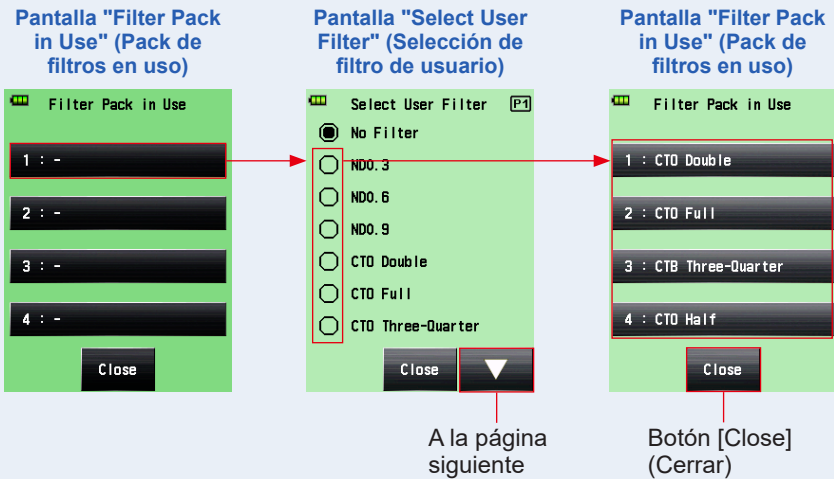 Pantalla "Filter Pack
in Use" (Pack de
filtros en uso)
Filter Pack in Use
1 : -
2 : -
3 : -
4 : -
Close
Pantalla "Select User
Filter" (Selección de
filtro de usuario)
Select User Filter P1
No Filter
ND0.3
ND0.6
ND0.9
CTO Double
CTO Full
CTO Three-Quarter
Close
A la página
siguiente
Pantalla "Filter Pack
in Use" (Pack de
filtros en uso)
Filter Pack in Use
1 : CTO Double
2 : CTO Full
3 : CTB Three-Quarter
4 : CTO Half
Close
Botón [Close]
(Cerrar)